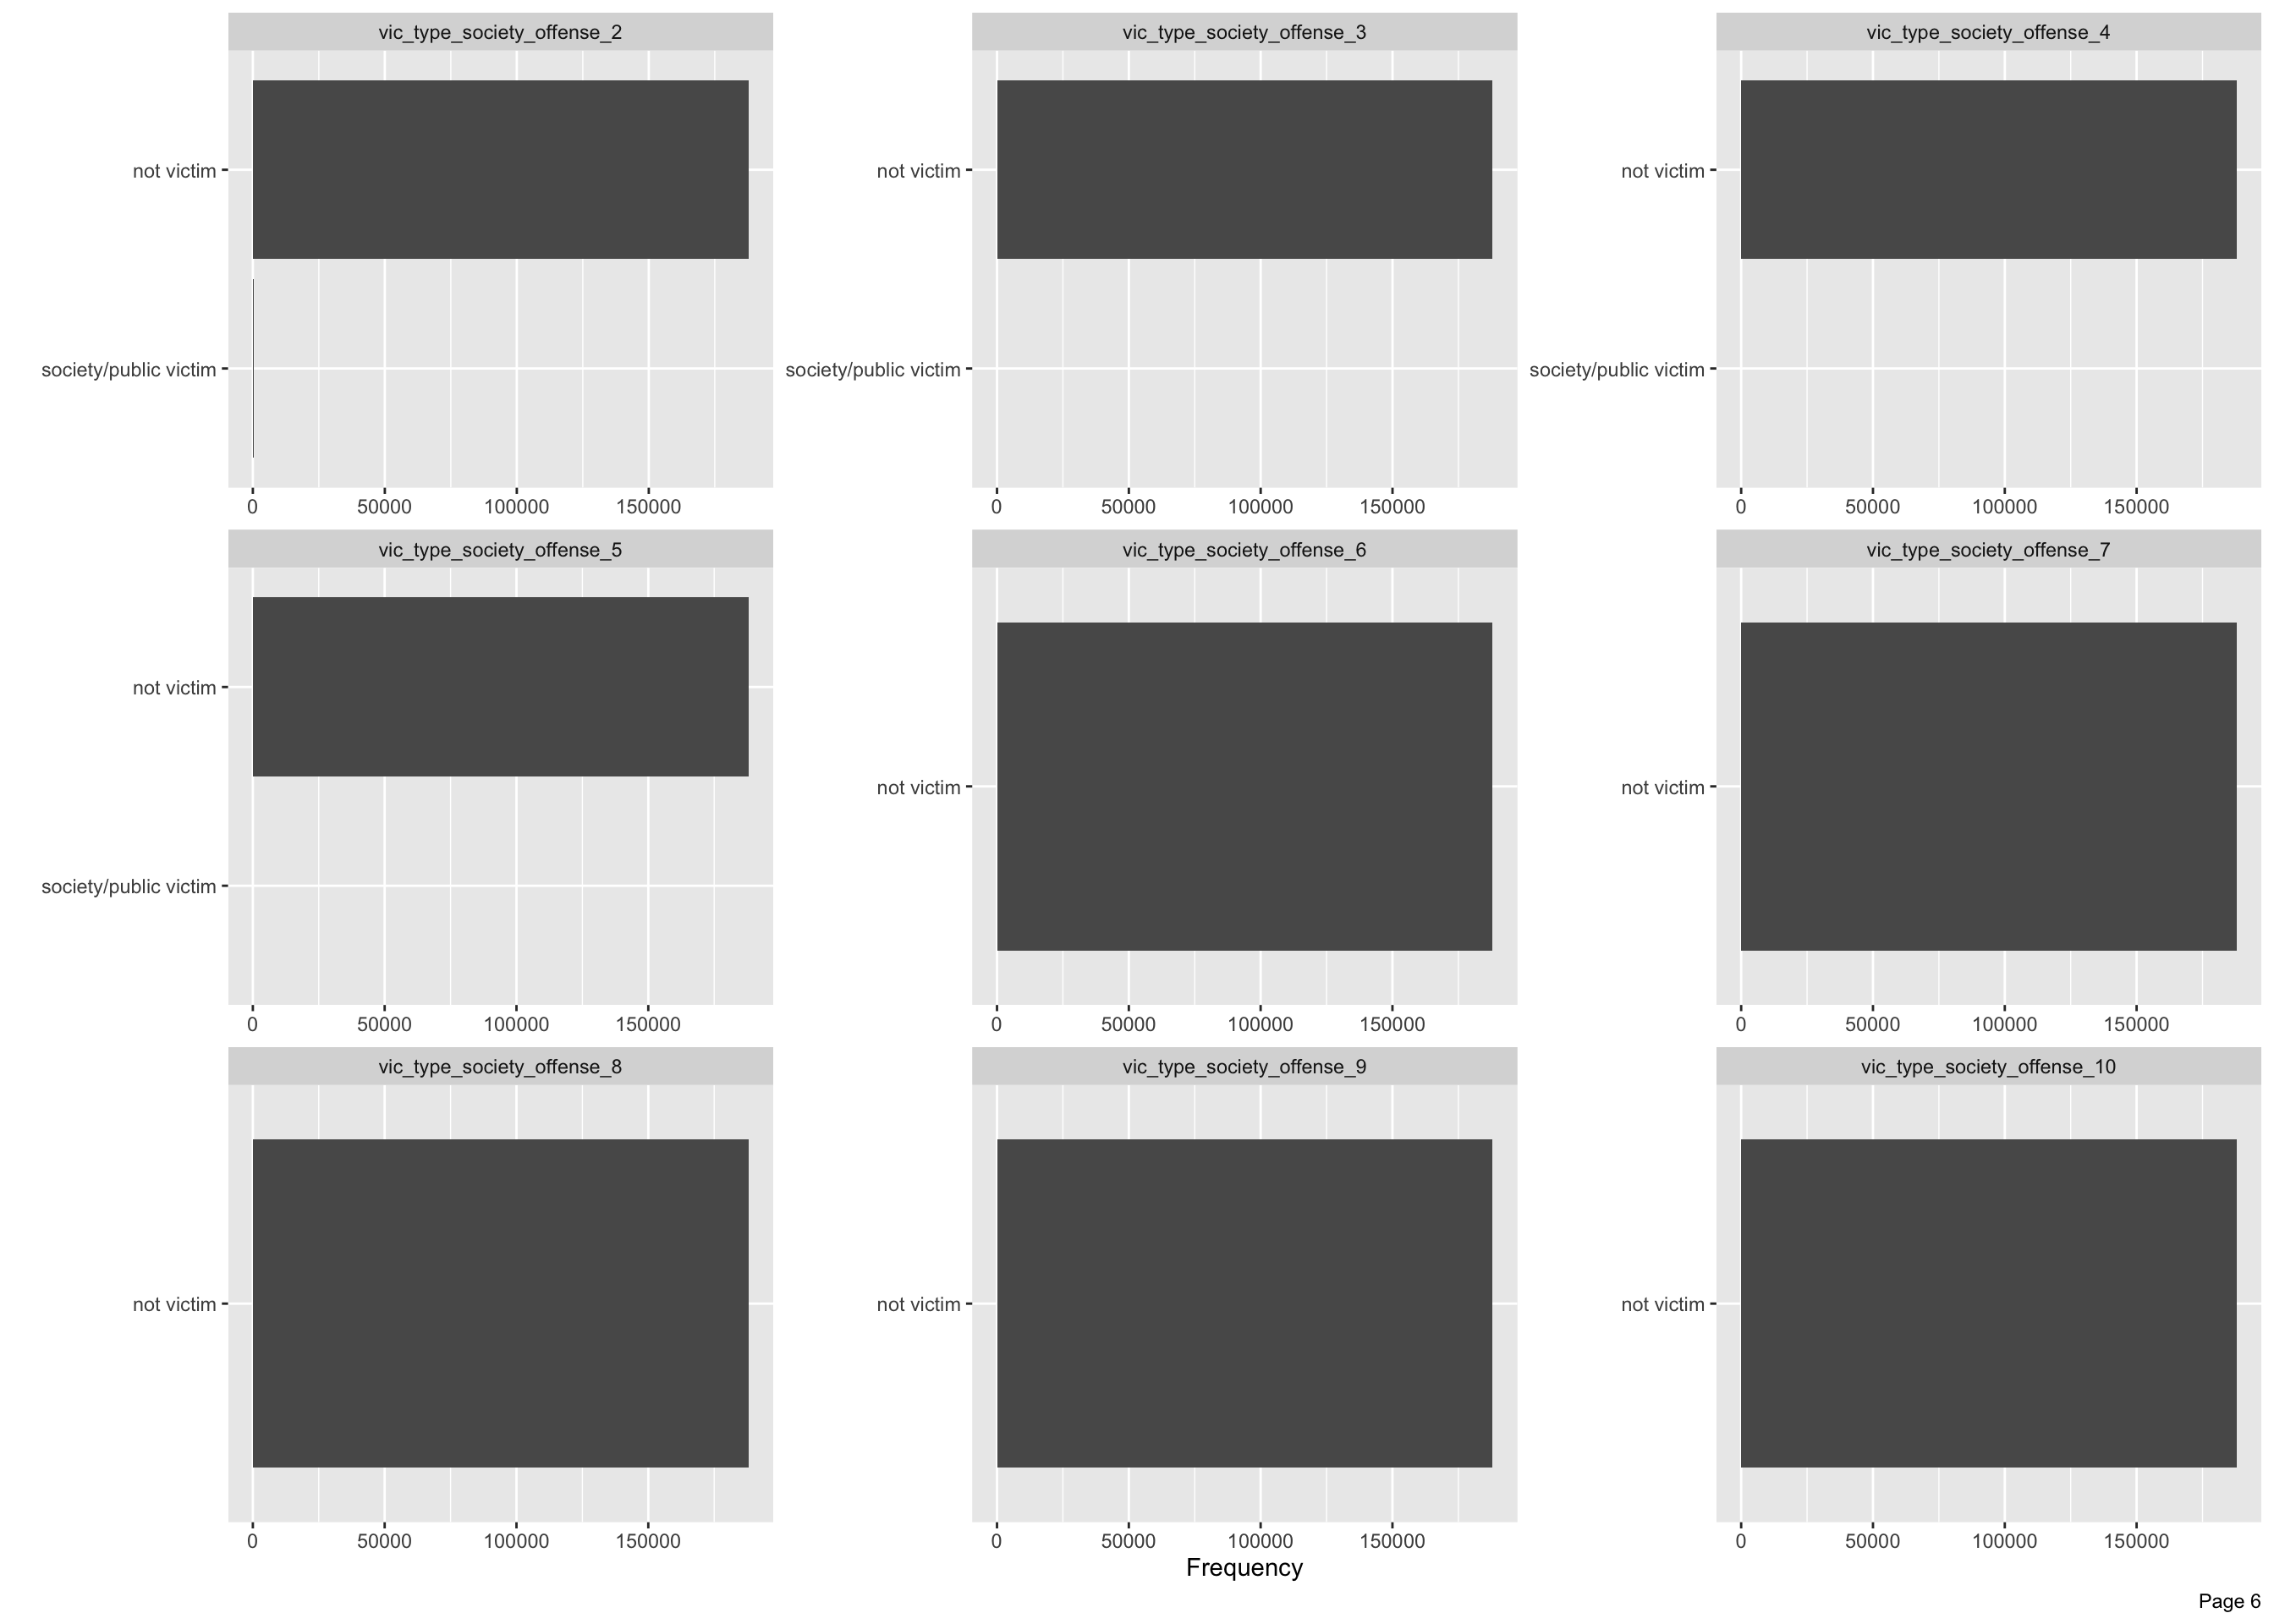 vic_type_society_offense_2
vic_type_society_offense_3
vic_type_society_offense_4
not victim
society/public victim
0 50000 100000 150000
not victim
society/public victim
0 50000 100000 150000
not victim
society/public victim
0 50000 100000 150000
vic_type_society_offense_5
vic_type_society_offense_6
vic_type_society_offense_7
not victim
society/public victim
0 50000 100000 150000
not victim
0 50000 100000 150000
not victim
0 50000 100000 150000
vic_type_society_offense_8
vic_type_society_offense_9
vic_type_society_offense_10
not victim
0 50000 100000 150000
not victim
0 50000 100000 150000
not victim
0 50000 100000 150000
Frequency
Page 6